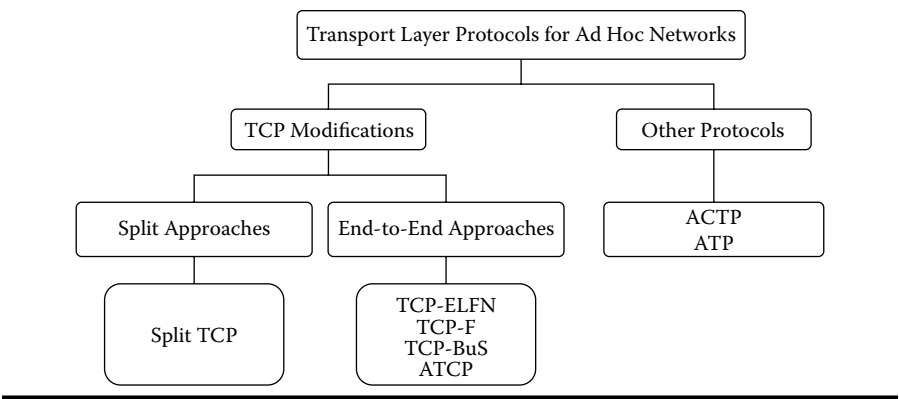 Transport Layer Protocols for Ad Hoc Networks
TCP Modifications
Other Protocols
Split Approaches
End-to-End Approaches
ACTP
ATP
Split TCP
TCP-ELFN
TCP-F
TCP-BuS
ATCP